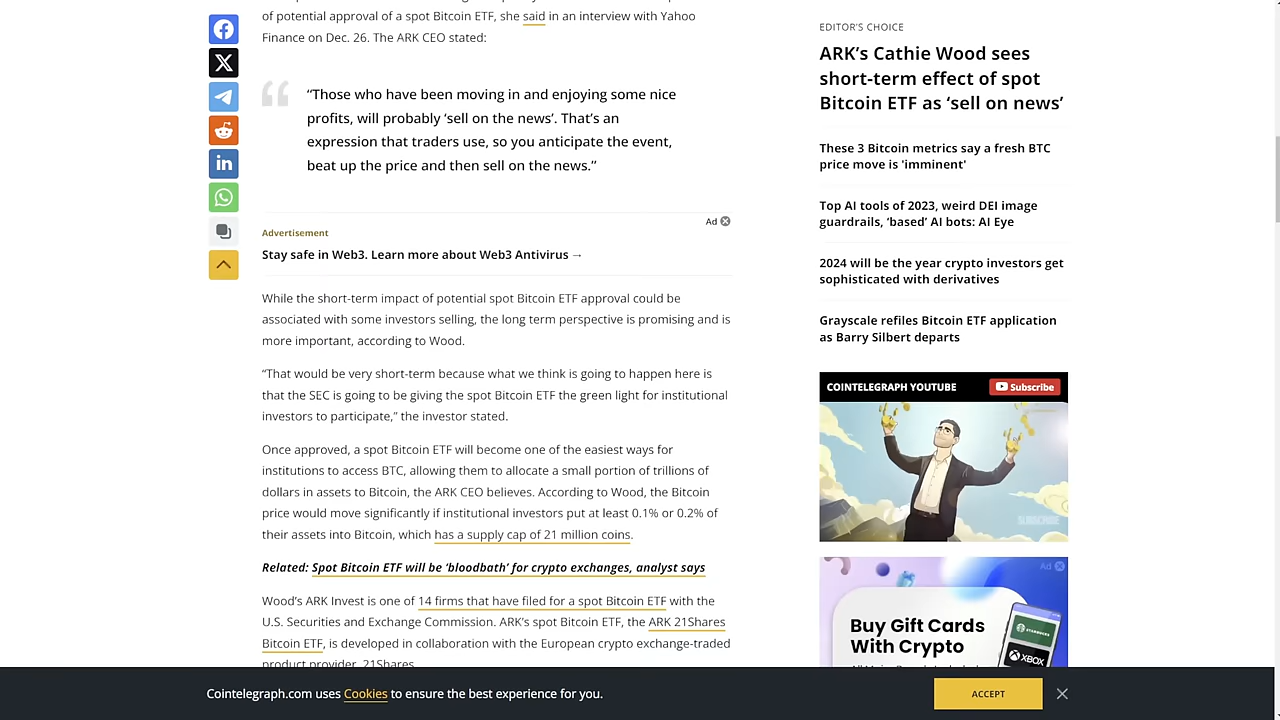 of potential approval of a spot Bitcoin ETF, she said in an interview with Yahoo
Finance on Dec. 26. The ARK CEO stated:
“Those who have been moving in and enjoying some nice
profits, will probably ‘sell on the news’. That’s an
expression that traders use, so you anticipate the event,
beat up the price and then sell on the news.”
Ad
Advertisement
Stay safe in Web3. Learn more about Web3 Antivirus →
While the short-term impact of potential spot Bitcoin ETF approval could be
associated with some investors selling, the long term perspective is promising and is
more important, according to Wood.
“That would be very short-term because what we think is going to happen here is
that the SEC is going to be giving the spot Bitcoin ETF the green light for institutional
investors to participate,” the investor stated.
Once approved, a spot Bitcoin ETF will become one of the easiest ways for
institutions to access BTC, allowing them to allocate a small portion of trillions of
dollars in assets to Bitcoin, the ARK CEO believes. According to Wood, the Bitcoin
price would move significantly if institutional investors put at least 0.1% or 0.2% of
their assets into Bitcoin, which has a supply cap of 21 million coins.
Related: Spot Bitcoin ETF will be ‘bloodbath’ for crypto exchanges, analyst says
Wood’s ARK Invest is one of 14 firms that have filed for a spot Bitcoin ETF with the
U.S. Securities and Exchange Commission. ARK’s spot Bitcoin ETF, the ARK 21Shares
Bitcoin ETF, is developed in collaboration with the European crypto exchange-traded
product provider, 21Shares.
EDITOR’S CHOICE
ARK’s Cathie Wood sees
short-term effect of spot
Bitcoin ETF as ‘sell on news’
These 3 Bitcoin metrics say a fresh BTC
price move is 'imminent'
Top AI tools of 2023, weird DEI image
guardrails, ‘based’ AI bots: AI Eye
2024 will be the year crypto investors get
sophisticated with derivatives
Grayscale refiles Bitcoin ETF application
as Barry Silbert departs
COINTELEGRAPH YOUTUBE
Subscribe
SUBSCRIBE
Ad
Buy Gift Cards
With Crypto
STARBUCKS
XBOX
Cointelegraph.com uses Cookies to ensure the best experience for you.
ACCEPT